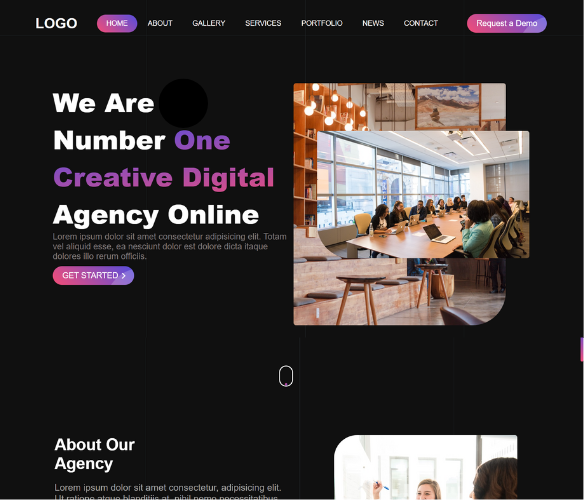 LOGO HOME ABOUT GALLERY SERVICES PORTFOLIO NEWS CONTACT Request a Demo
We Are
Number One
Creative Digital
Agency Online
Lorem ipsum dolor sit amet consectetur adipisicing elit. Totam
vel aliquid esse, ea nesciunt dolor est dolore dicta itaque
dolores illo rerum officiis.
GET STARTED
About Our
Agency
Lorem ipsum dolor sit amet consectetur, adipisicing elit.
Ut ratione atque blanditiis at, nihil nemo necessitatibus